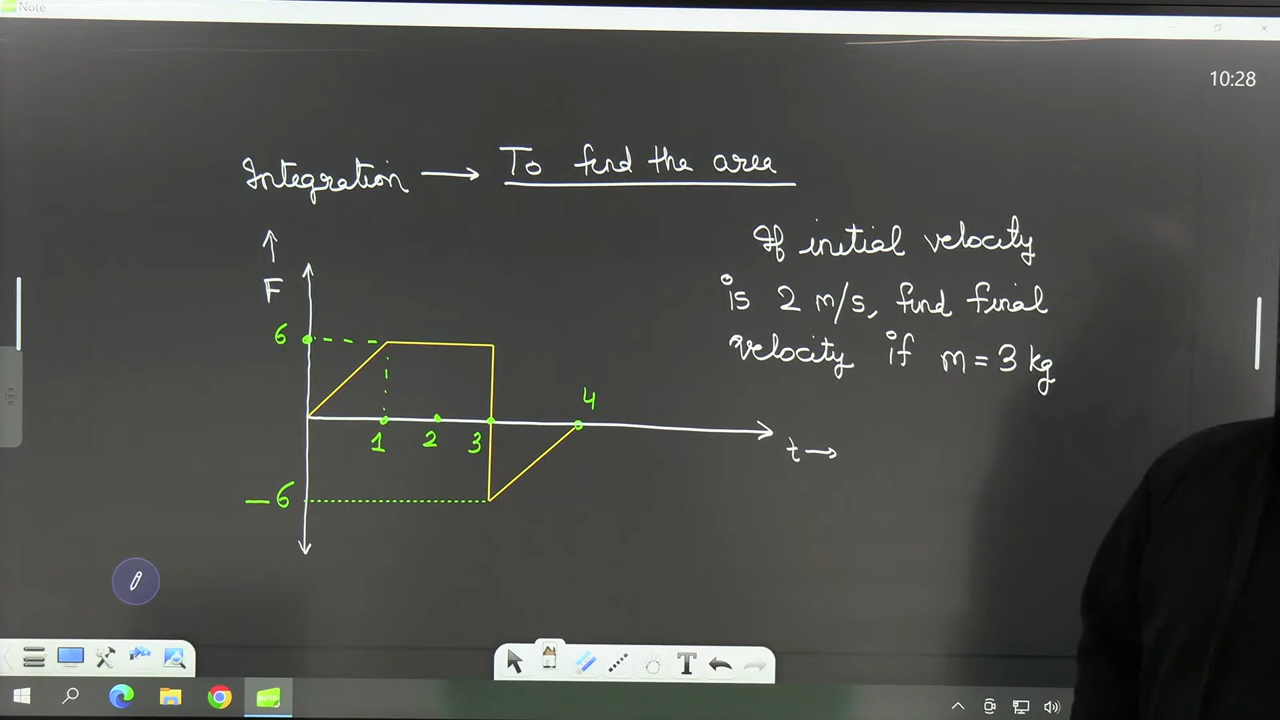 Note
10:28
Integration → To find the area
If initial velocity
is 2 m/s, find final
velocity if m = 3 kg
↑
F
6
4
1 2 3
t →
-6
T